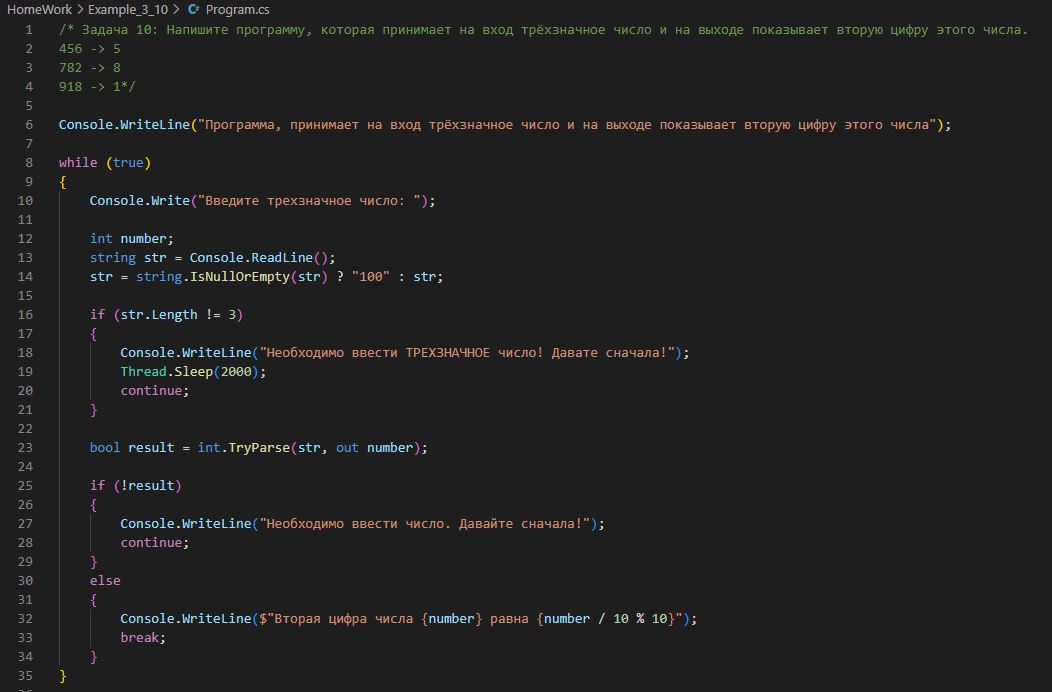 HomeWork > Example_3_10 > C# Program.cs
1 /* Задача 10: Напишите программу, которая принимает на вход трёхзначное число и на выходе показывает вторую цифру этого числа.
2 456 -> 5
3 782 -> 8
4 918 -> 1*/
5
6 Console.WriteLine("Программа, принимает на вход трёхзначное число и на выходе показывает вторую цифру этого числа");
7
8 while (true)
9 {
10     Console.Write("Введите трехзначное число: ");
11
12     int number;
13     string str = Console.ReadLine();
14     str = string.IsNullOrEmpty(str) ? "100" : str;
15
16     if (str.Length != 3)
17     {
18         Console.WriteLine("Необходимо ввести ТРЕХЗНАЧНОЕ число! Давате сначала!");
19         Thread.Sleep(2000);
20         continue;
21     }
22
23     bool result = int.TryParse(str, out number);
24
25     if (!result)
26     {
27         Console.WriteLine("Необходимо ввести число. Давайте сначала!");
28         continue;
29     }
30     else
31     {
32         Console.WriteLine($"Вторая цифра числа {number} равна {number / 10 % 10}");
33         break;
34     }
35 }